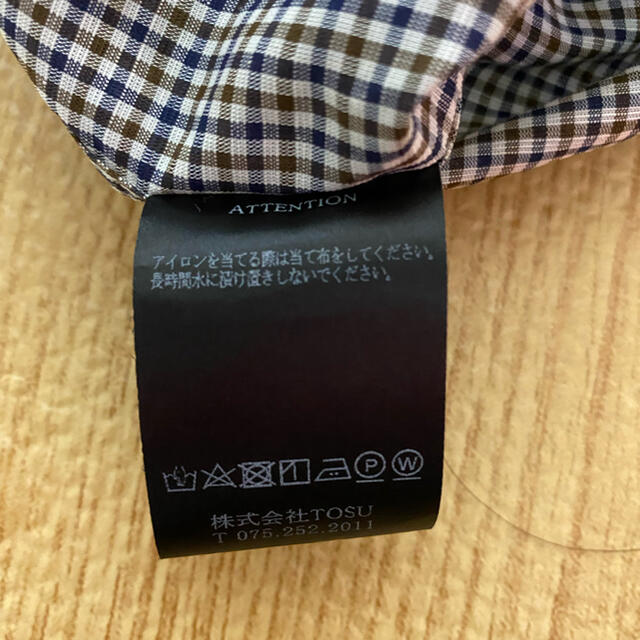 ATTENTION
アイロンを当てる際は当て布をしてください。
長時間水に漬け置きしないでください。
P W
株式会社TOSU
T 075.252.2011